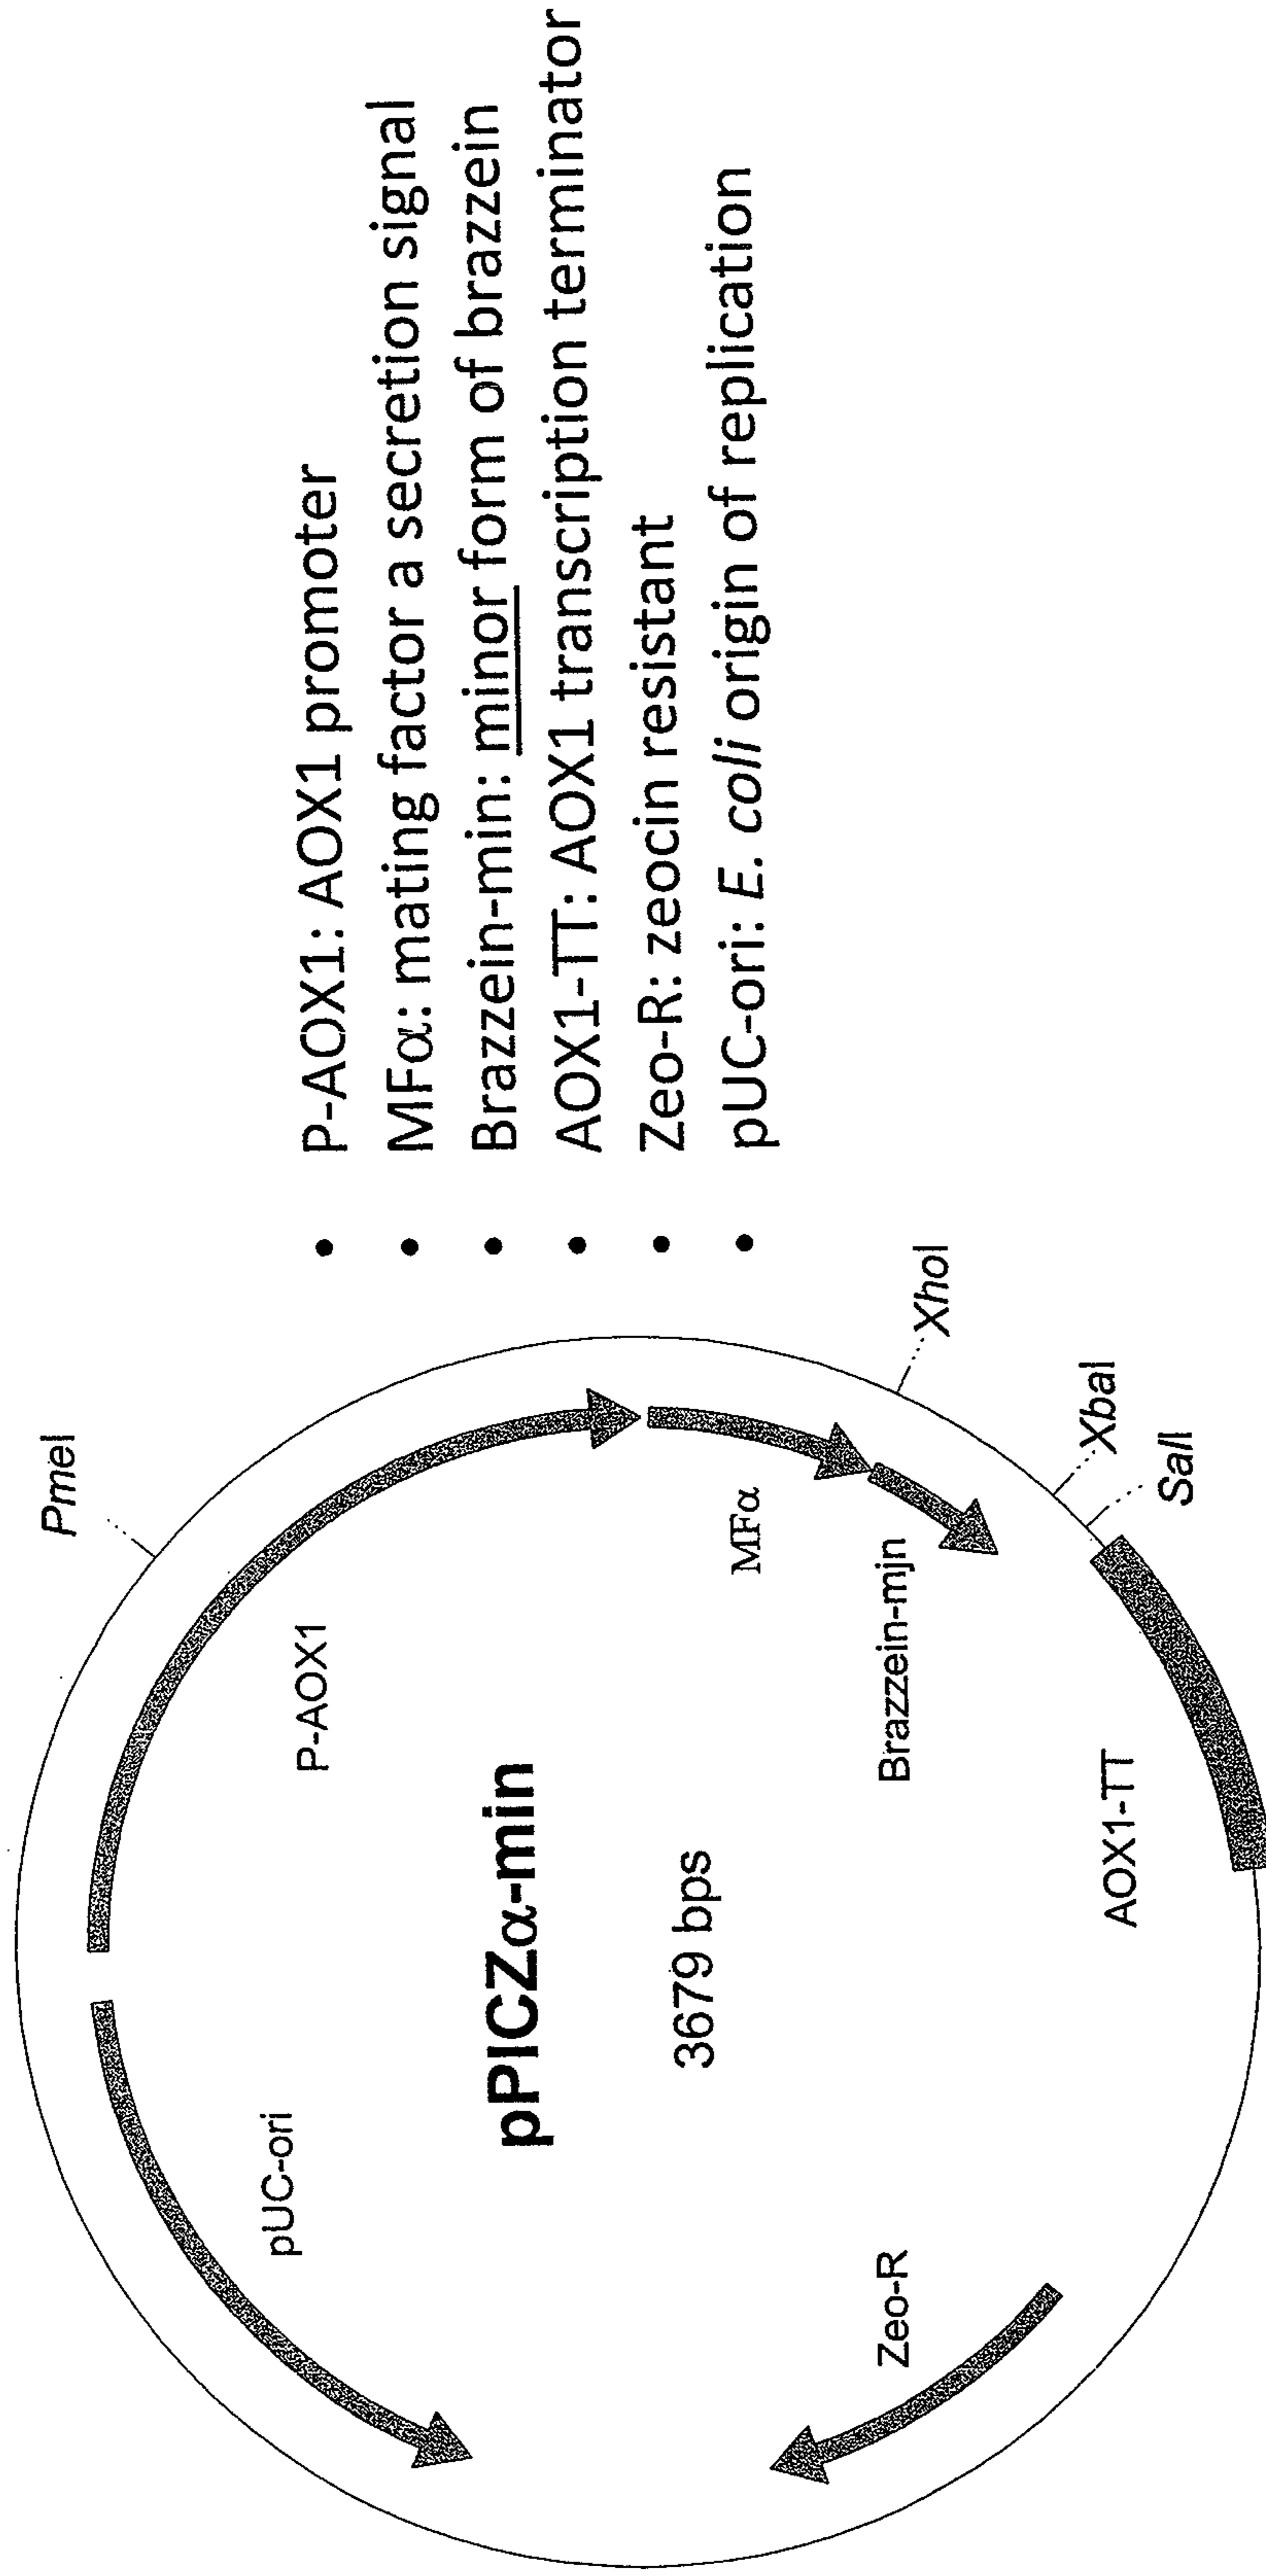 PmeI
P-AOX1
pUC-ori
pPICZα-min
3679 bps
MFα
XhoI
Brazzein-mjn
Zeo-R
XbaI
SalI
AOX1-TT
• P-AOX1: AOX1 promoter
• MFα: mating factor a secretion signal
• Brazzein-min: minor form of brazzein
• AOX1-TT: AOX1 transcription terminator
• Zeo-R: zeocin resistant
• pUC-ori: E. coli origin of replication